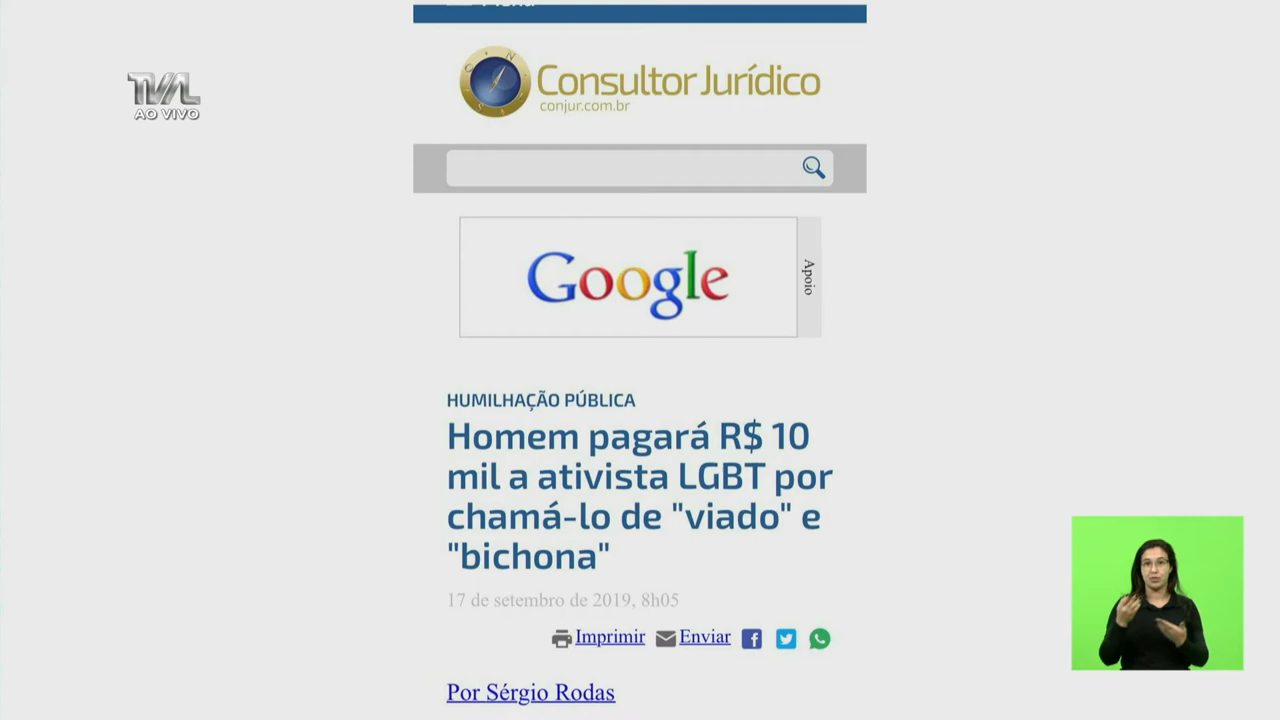 TVAL
AO VIVO
Consultor Jurídico
conjur.com.br
Google
Apoio
HUMILHAÇÃO PÚBLICA
Homem pagará R$ 10
mil a ativista LGBT por
chamá-lo de "viado" e
"bichona"
17 de setembro de 2019, 8h05
Imprimir Enviar
Por Sérgio Rodas